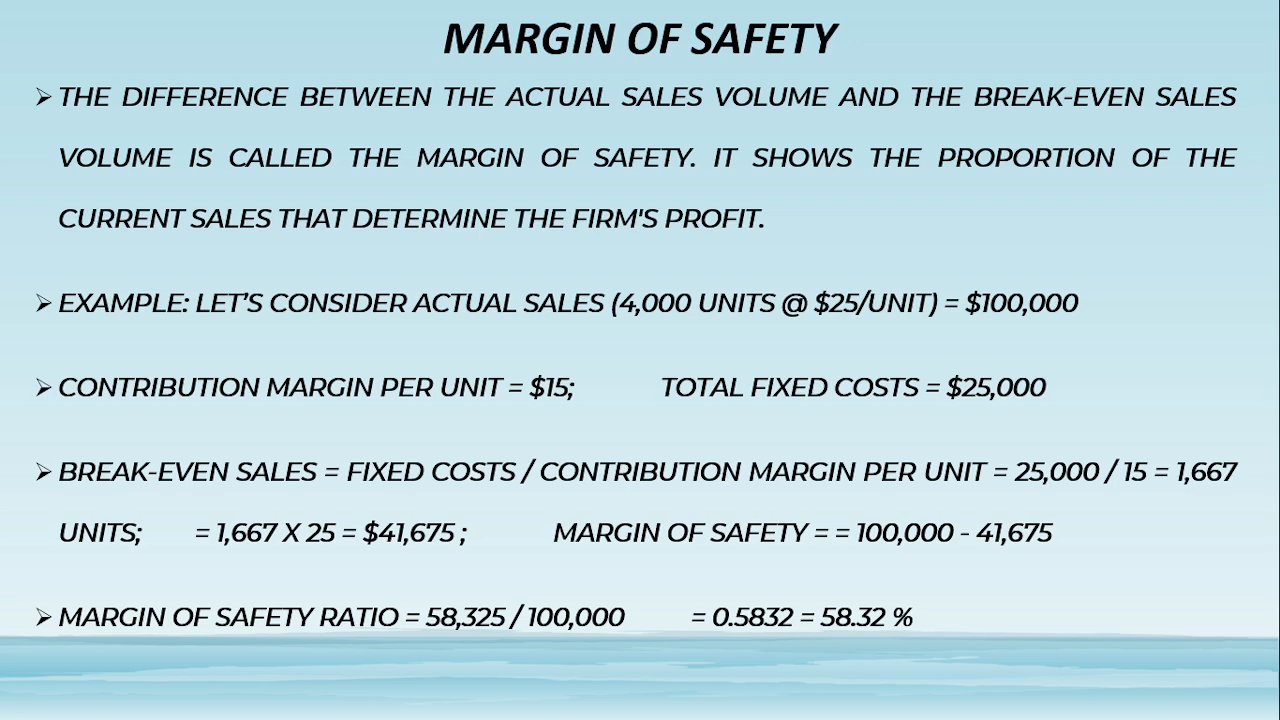 MARGIN OF SAFETY
➢ THE DIFFERENCE BETWEEN THE ACTUAL SALES VOLUME AND THE BREAK-EVEN SALES
VOLUME IS CALLED THE MARGIN OF SAFETY. IT SHOWS THE PROPORTION OF THE
CURRENT SALES THAT DETERMINE THE FIRM'S PROFIT.
➢ EXAMPLE: LET’S CONSIDER ACTUAL SALES (4,000 UNITS @ $25/UNIT) = $100,000
➢ CONTRIBUTION MARGIN PER UNIT = $15; TOTAL FIXED COSTS = $25,000
➢ BREAK-EVEN SALES = FIXED COSTS / CONTRIBUTION MARGIN PER UNIT = 25,000 / 15 = 1,667
UNITS; = 1,667 X 25 = $41,675 ; MARGIN OF SAFETY = = 100,000 - 41,675
➢ MARGIN OF SAFETY RATIO = 58,325 / 100,000 = 0.5832 = 58.32 %